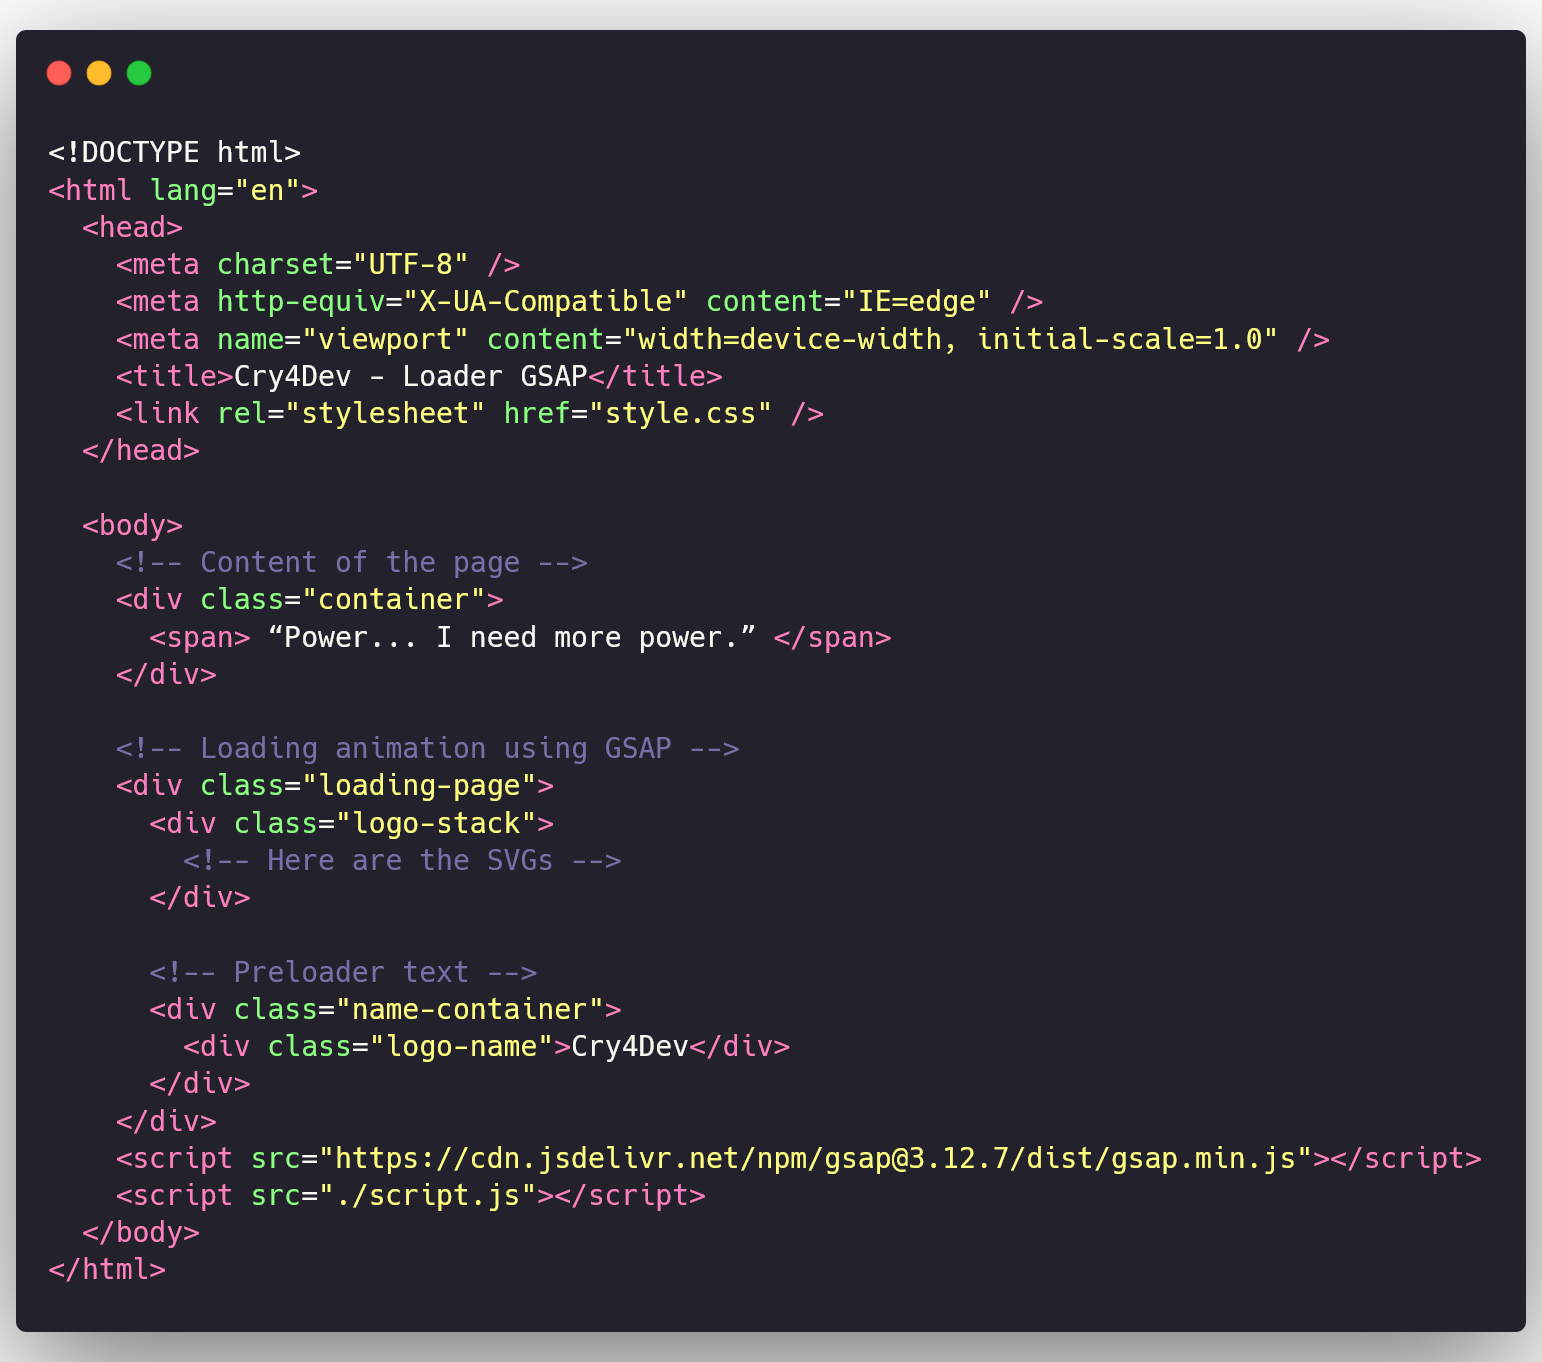 <!DOCTYPE html>
<html lang="en">
  <head>
    <meta charset="UTF-8" />
    <meta http-equiv="X-UA-Compatible" content="IE=edge" />
    <meta name="viewport" content="width=device-width, initial-scale=1.0" />
    <title>Cry4Dev - Loader GSAP</title>
    <link rel="stylesheet" href="style.css" />
  </head>

  <body>
    <!-- Content of the page -->
    <div class="container">
      <span> “Power... I need more power.” </span>
    </div>

    <!-- Loading animation using GSAP -->
    <div class="loading-page">
      <div class="logo-stack">
        <!-- Here are the SVGs -->
      </div>

      <!-- Preloader text -->
      <div class="name-container">
        <div class="logo-name">Cry4Dev</div>
      </div>
    </div>
    <script src="https://cdn.jsdelivr.net/npm/gsap@3.12.7/dist/gsap.min.js"></script>
    <script src="./script.js"></script>
  </body>
</html>